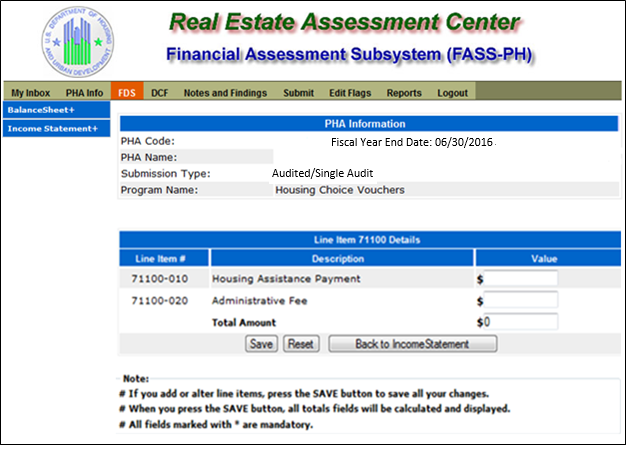 U.S. DEPARTMENT OF HOUSING
AND URBAN DEVELOPMENT
Real Estate Assessment Center
Financial Assessment Subsystem (FASS-PH)
My Inbox PHA Info FDS DCF Notes and Findings Submit Edit Flags Reports Logout
BalanceSheet+
Income Statement+
PHA Information
PHA Code: Fiscal Year End Date: 06/30/2016
PHA Name:
Submission Type: Audited/Single Audit
Program Name: Housing Choice Vouchers
Line Item 71100 Details
Line Item # Description Value
71100-010 Housing Assistance Payment $
71100-020 Administrative Fee $
Total Amount $0
Save Reset Back to IncomeStatement
Note:
# If you add or alter line items, press the SAVE button to save all your changes.
# When you press the SAVE button, all totals fields will be calculated and displayed.
# All fields marked with * are mandatory.